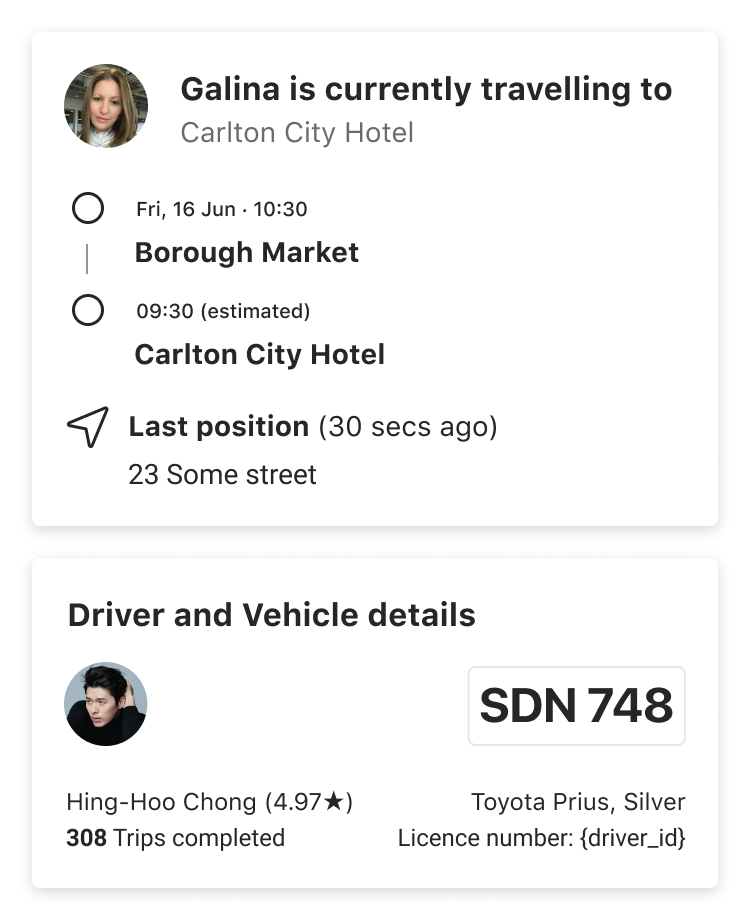 Galina is currently travelling to
Carlton City Hotel
Fri, 16 Jun · 10:30
Borough Market
09:30 (estimated)
Carlton City Hotel
Last position (30 secs ago)
23 Some street
Driver and Vehicle details
SDN 748
Hing-Hoo Chong (4.97★)
Toyota Prius, Silver
308 Trips completed
Licence number: {driver_id}